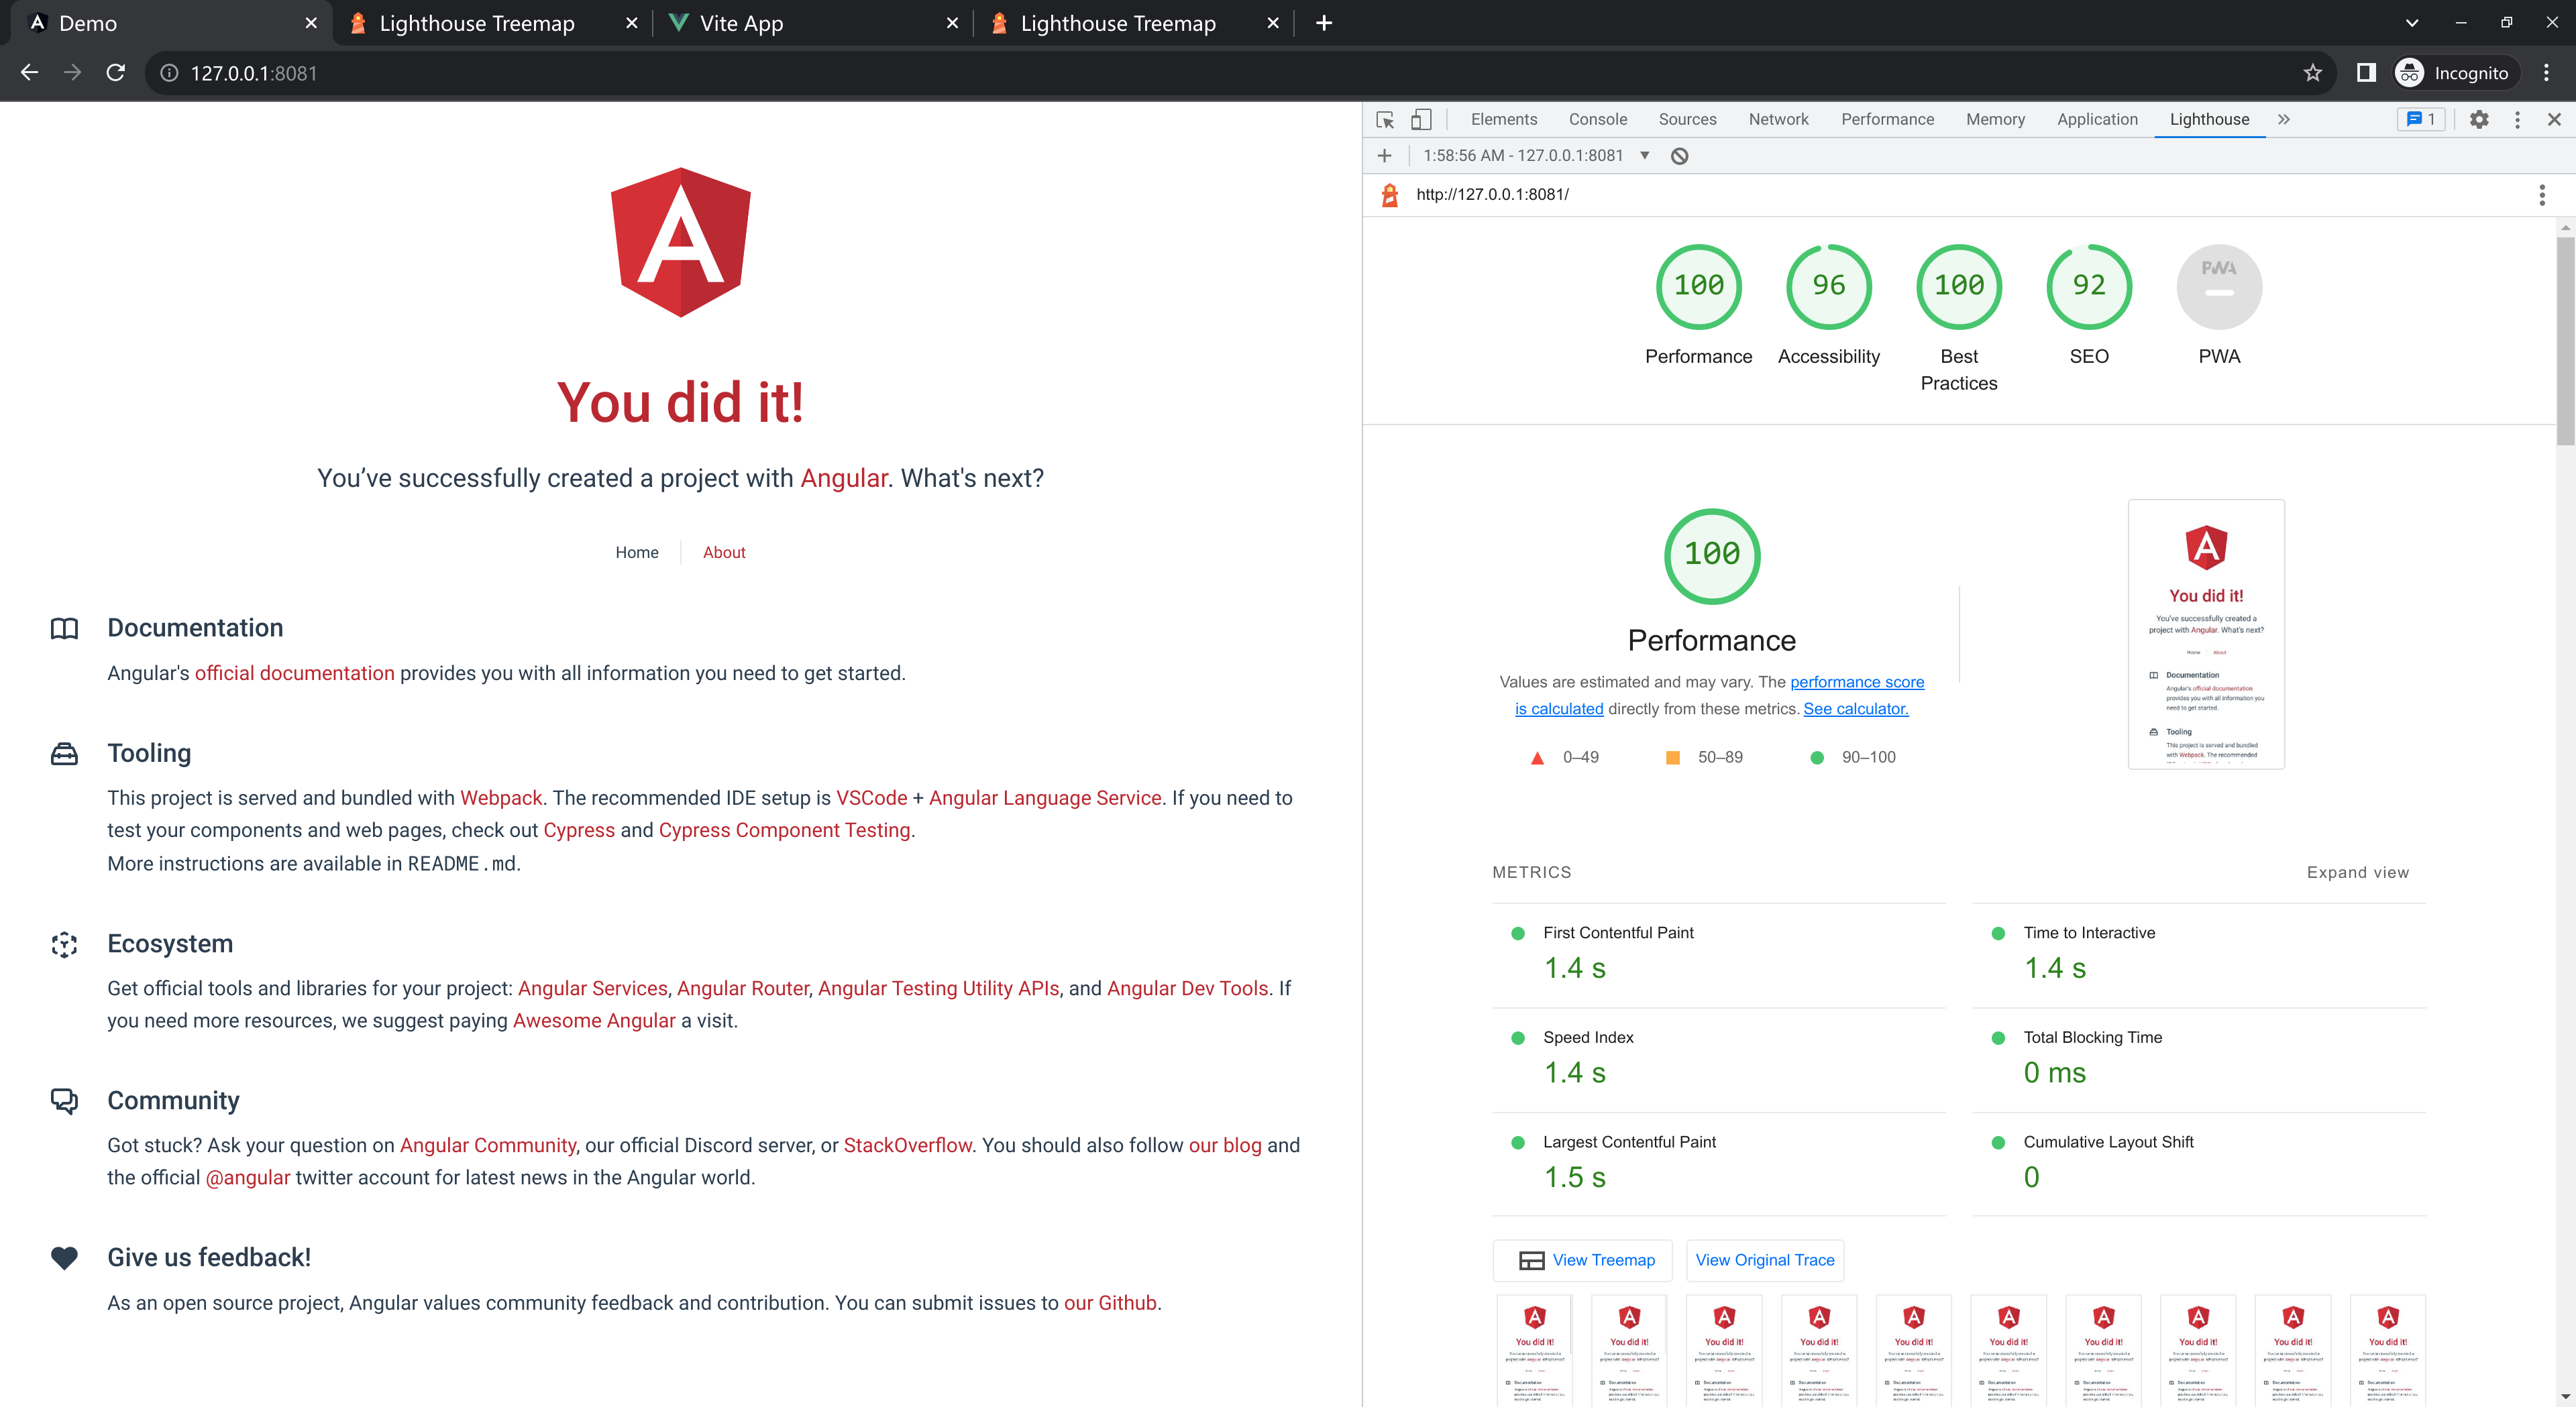 Demo
Lighthouse Treemap
Vite App
Lighthouse Treemap
127.0.0.1:8081
Incognito
You did it!
You’ve successfully created a project with Angular. What's next?
Home
About
Documentation
Angular's official documentation provides you with all information you need to get started.
Tooling
This project is served and bundled with Webpack. The recommended IDE setup is VSCode + Angular Language Service. If you need to
test your components and web pages, check out Cypress and Cypress Component Testing.
More instructions are available in README.md.
Ecosystem
Get official tools and libraries for your project: Angular Services, Angular Router, Angular Testing Utility APIs, and Angular Dev Tools. If
you need more resources, we suggest paying Awesome Angular a visit.
Community
Got stuck? Ask your question on Angular Community, our official Discord server, or StackOverflow. You should also follow our blog and
the official @angular twitter account for latest news in the Angular world.
Give us feedback!
As an open source project, Angular values community feedback and contribution. You can submit issues to our Github.
Elements
Console
Sources
Network
Performance
Memory
Application
Lighthouse
1
1:58:56 AM - 127.0.0.1:8081
http://127.0.0.1:8081/
100
96
100
92
PWA
Performance
Accessibility
Best
Practices
SEO
PWA
100
Performance
Values are estimated and may vary. The performance score
is calculated directly from these metrics. See calculator.
0–49
50–89
90–100
You did it!
You've successfully created a
project with Angular. What's next?
Home
About
Documentation
Angular's official documentation
provides you with all information you
need to get started.
Tooling
This project is served and bundled
with Webpack. The recommended
METRICS
Expand view
First Contentful Paint
1.4 s
Time to Interactive
1.4 s
Speed Index
1.4 s
Total Blocking Time
0 ms
Largest Contentful Paint
1.5 s
Cumulative Layout Shift
0
View Treemap
View Original Trace
You did it!
You did it!
You did it!
You did it!
You did it!
You did it!
You did it!
You did it!
You did it!
You did it!